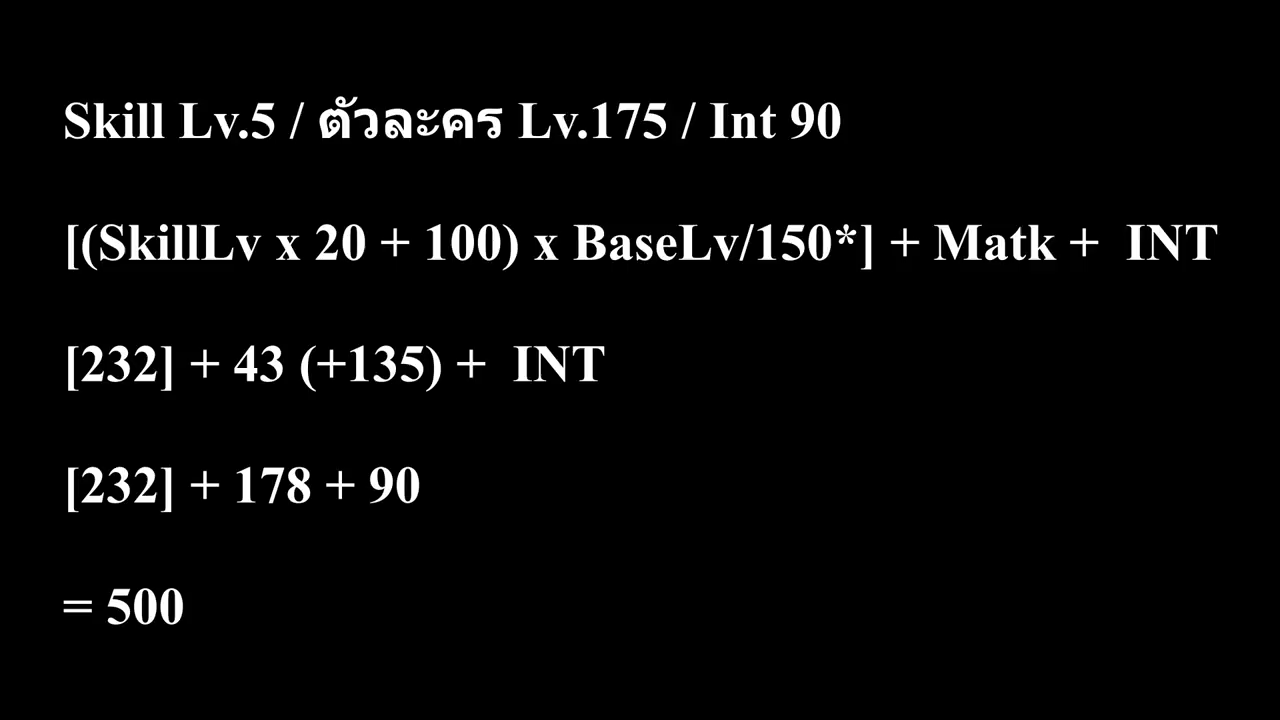 Skill Lv.5 / ตัวละคร Lv.175 / Int 90
[(SkillLv x 20 + 100) x BaseLv/150*] + Matk + INT
[232] + 43 (+135) + INT
[232] + 178 + 90
= 500